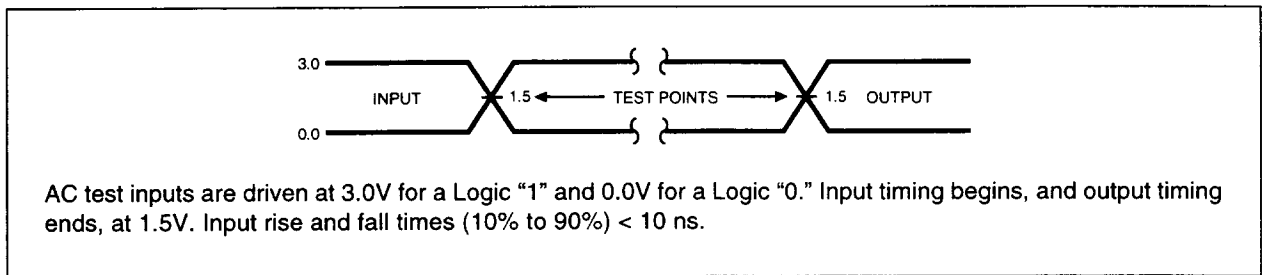 3.0
INPUT 1.5 TEST POINTS 1.5 OUTPUT
0.0
AC test inputs are driven at 3.0V for a Logic “1” and 0.0V for a Logic “0.” Input timing begins, and output timing
ends, at 1.5V. Input rise and fall times (10% to 90%) < 10 ns.